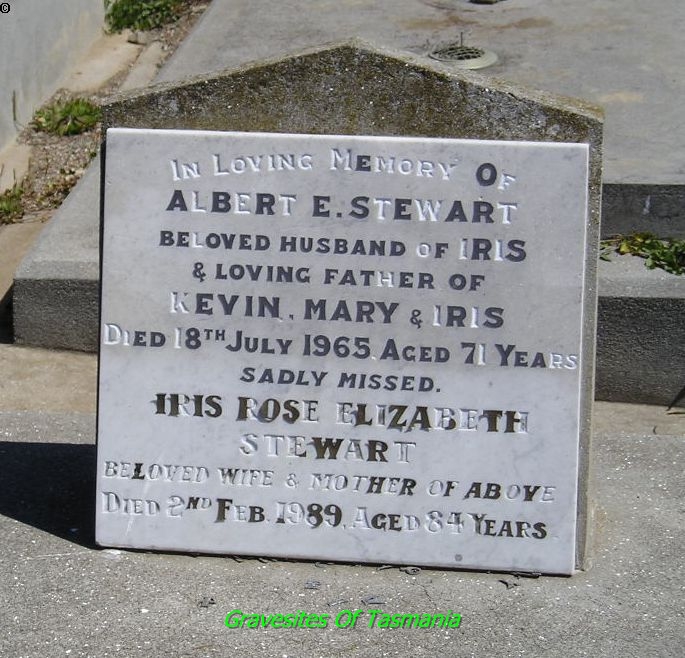 ©
In Loving Memory Of
ALBERT E. STEWART
BELOVED HUSBAND OF IRIS
& LOVING FATHER OF
KEVIN, MARY & IRIS
Died 18TH July 1965. Aged 71 Years
SADLY MISSED.
IRIS ROSE ELIZABETH
STEWART
BELOVED WIFE & MOTHER OF ABOVE
Died 2ND Feb. 1989. Aged 84 Years.
Gravesites Of Tasmania